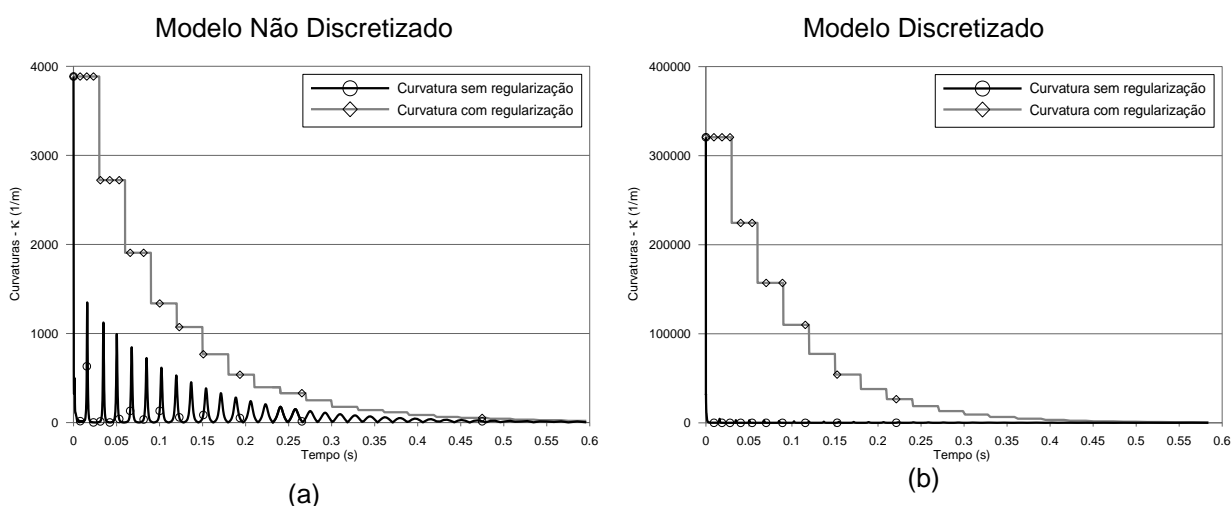 Modelo Não Discretizado
4000
3000
2000
1000
0
Curvaturas - κ (1/m)
Curvatura sem regularização
Curvatura com regularização
0 0.05 0.1 0.15 0.2 0.25 0.3 0.35 0.4 0.45 0.5 0.55 0.6
Tempo (s)
(a)
Modelo Discretizado
400000
300000
200000
100000
0
Curvaturas - κ (1/m)
Curvatura sem regularização
Curvatura com regularização
0 0.05 0.1 0.15 0.2 0.25 0.3 0.35 0.4 0.45 0.5 0.55 0.6
Tempo (s)
(b)